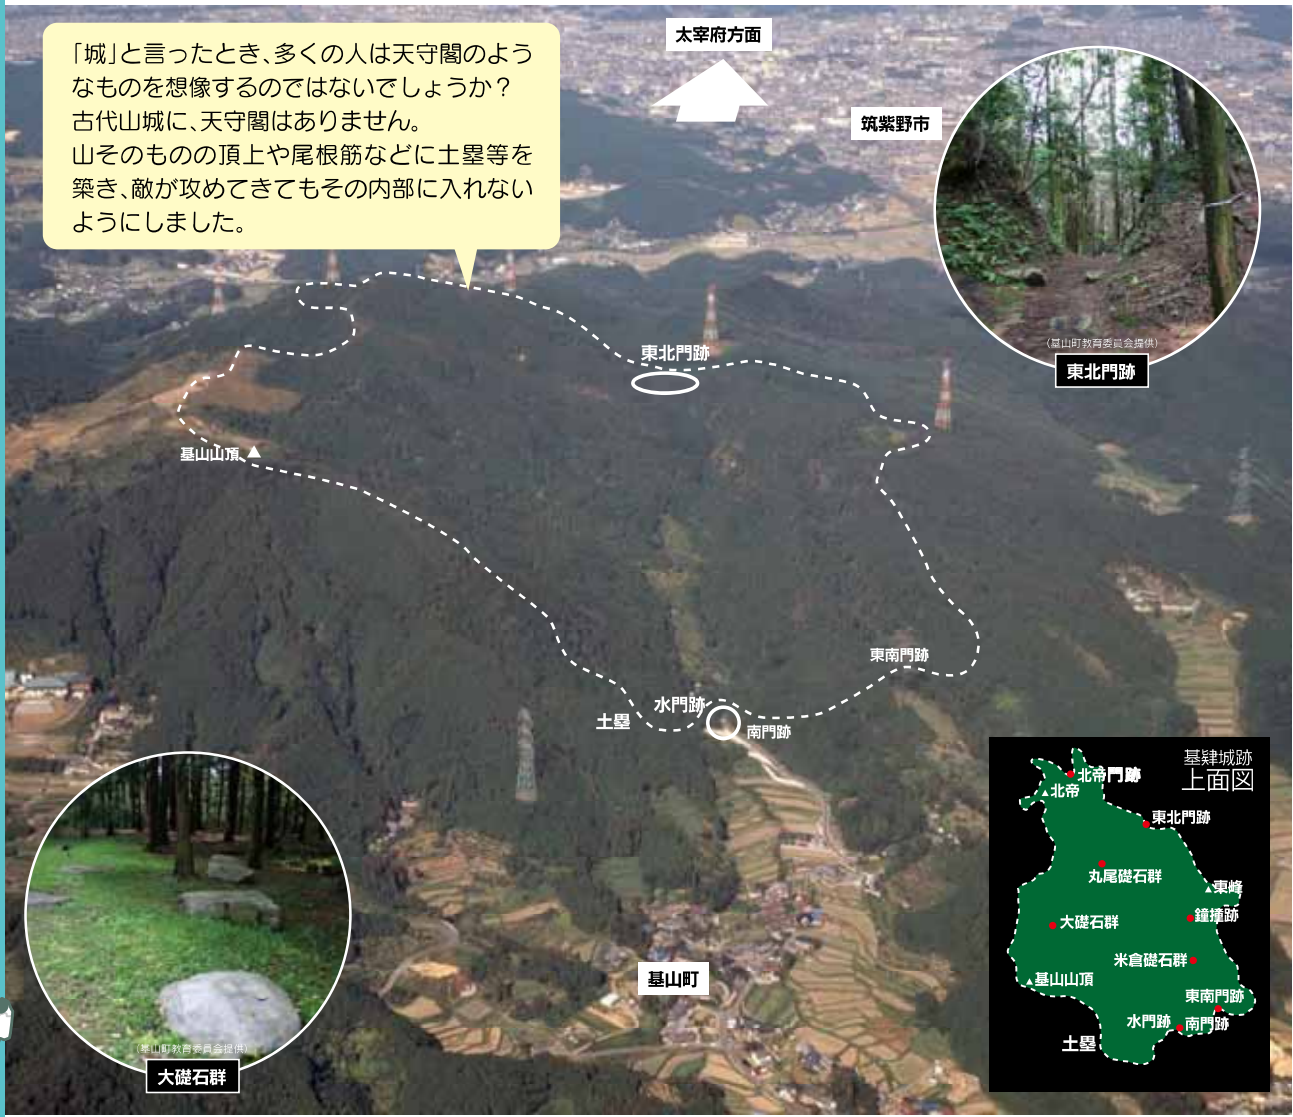 「城」と言ったとき、多くの人は天守閣のよう
なものを想像するのではないでしょうか？
古代山城に、天守閣はありません。
山そのものの頂上や尾根筋などに土塁等を
築き、敵が攻めてきてもその内部に入れない
ようにしました。
太宰府方面
筑紫野市
（基山町教育委員会提供）
東北門跡
東北門跡
基山山頂
東南門跡
水門跡
土塁
南門跡
基山町
（基山町教育委員会提供）
大礎石群
基肄城跡
上面図
北帝門跡
北帝
東北門跡
丸尾礎石群
東峰
大礎石群
鐘撞跡
米倉礎石群
基山山頂
東南門跡
水門跡
南門跡
土塁